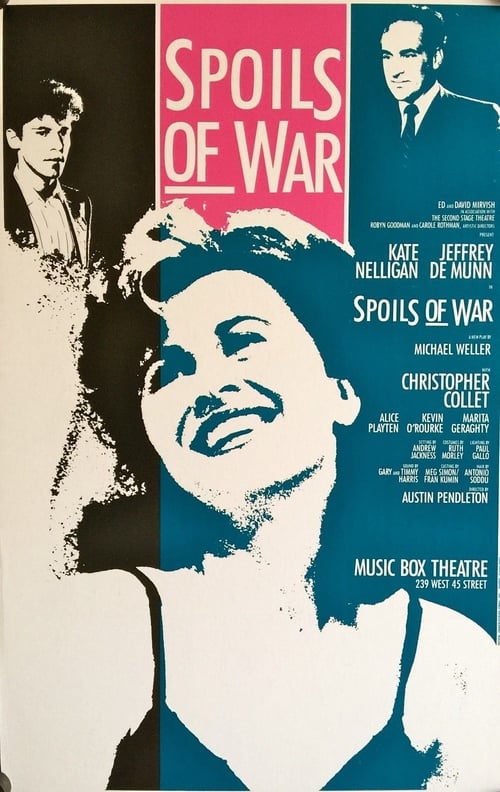 SPOILS
OF WAR
ED AND DAVID MIRVISH
IN ASSOCIATION WITH
THE SECOND STAGE THEATRE
ROBYN GOODMAN AND CAROLE ROTHMAN, ARTISTIC DIRECTORS
PRESENT
KATE NELLIGAN
JEFFREY DE MUNN
IN
SPOILS OF WAR
A NEW PLAY BY
MICHAEL WELLER
WITH
CHRISTOPHER
COLLET
ALICE PLAYTEN
KEVIN O'ROURKE
MARITA GERAGHTY
SETTING BY
ANDREW JACKNESS
COSTUMES BY
RUTH MORLEY
LIGHTING BY
PAUL GALLO
SOUND BY
GARY AND TIMMY HARRIS
CASTING BY
MEG SIMON/
FRAN KUMIN
HAIR BY
ANTONIO SODDU
DIRECTED BY
AUSTIN PENDLETON
MUSIC BOX THEATRE
239 WEST 45 STREET